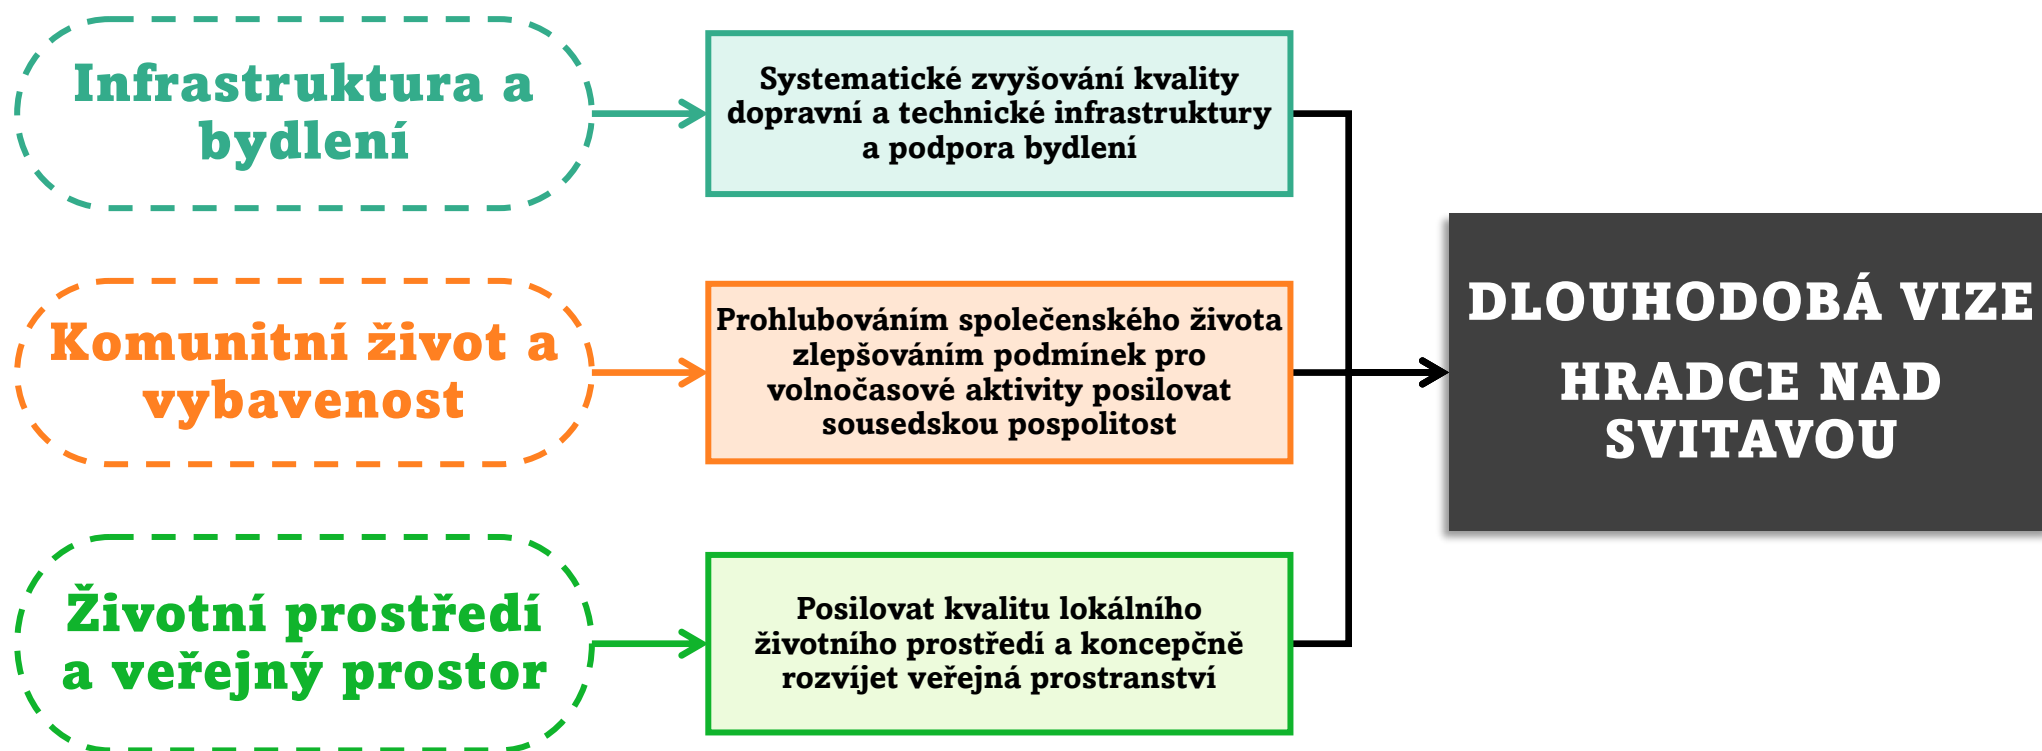 Infrastruktura a
bydlení
Systematické zvyšování kvality
dopravní a technické infrastruktury
a podpora bydlení
Komunitní život a
vybavenost
Prohlubováním společenského života
zlepšováním podmínek pro
volnočasové aktivity posilovat
sousedskou pospolitost
Životní prostředí
a veřejný prostor
Posilovat kvalitu lokálního
životního prostředí a koncepčně
rozvíjet veřejná prostranství
DLOUHODOBÁ VIZE
HRADCE NAD
SVITAVOU